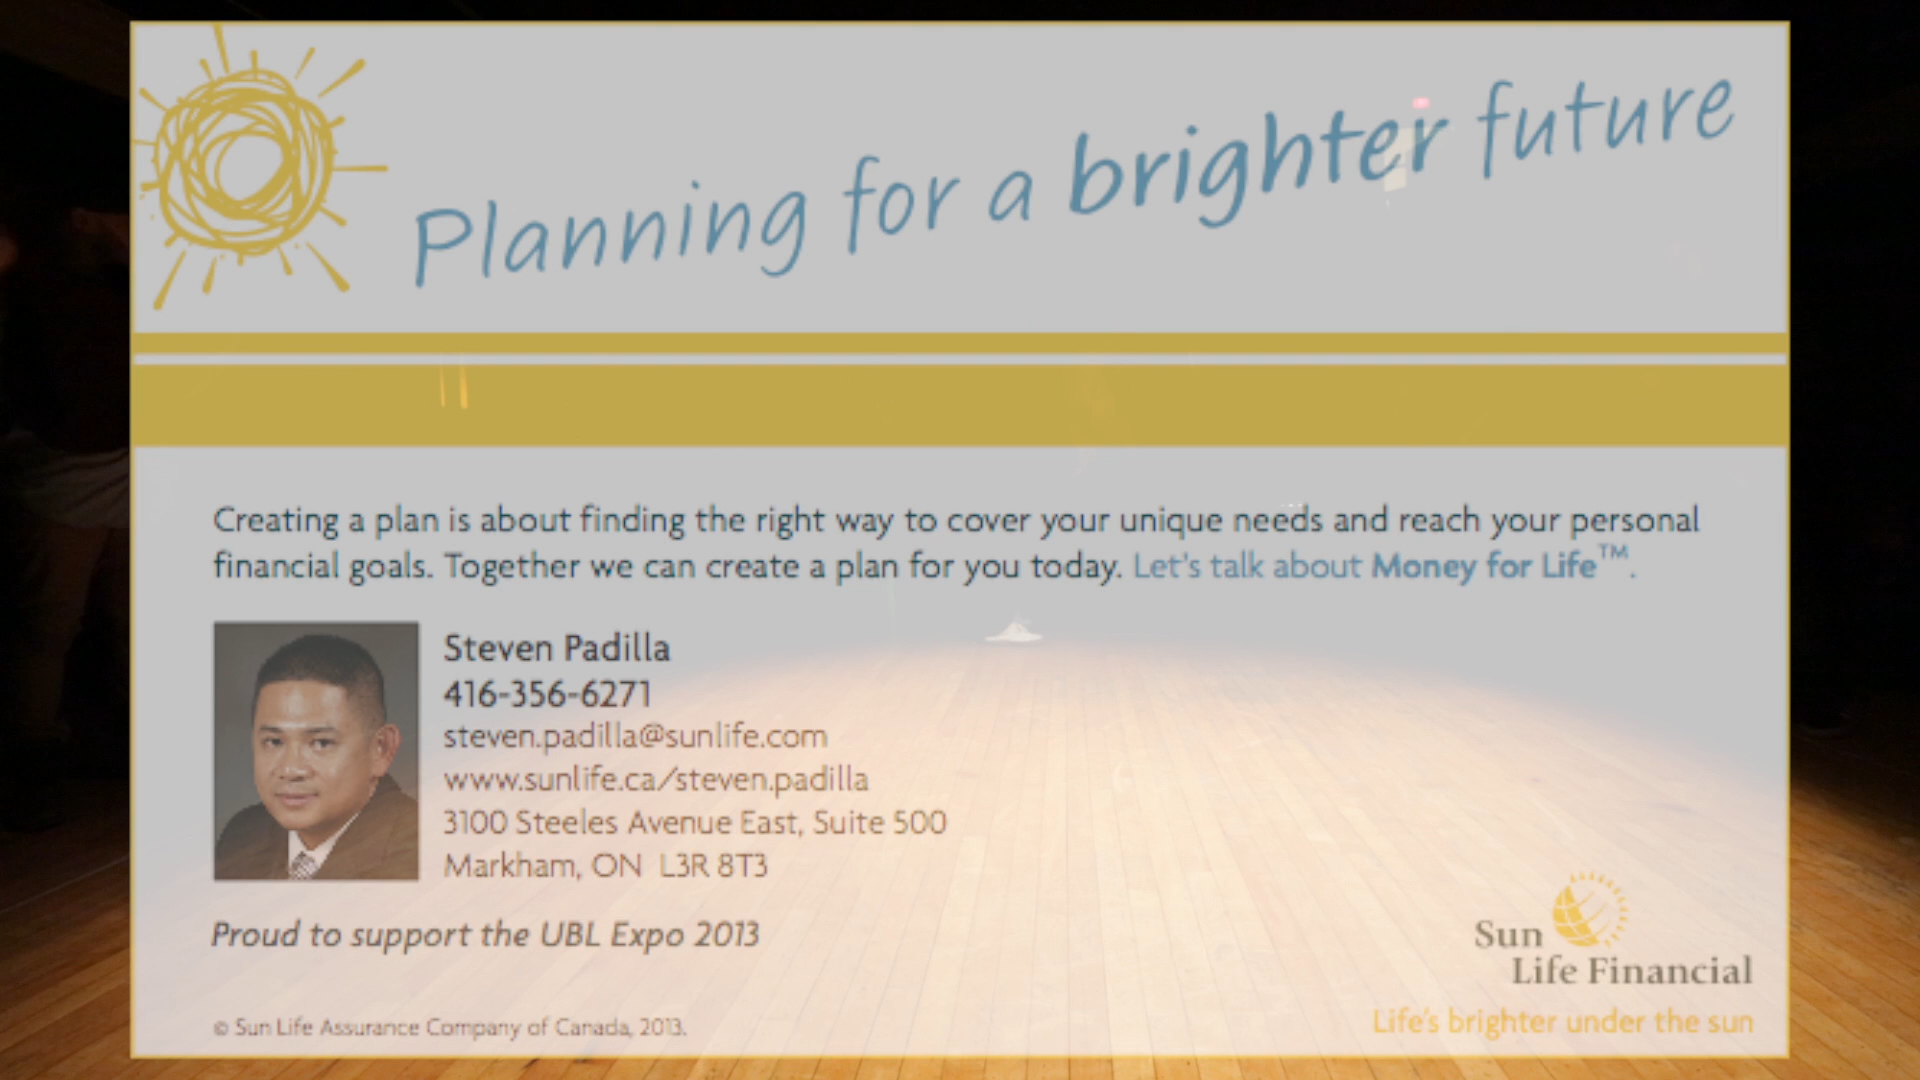 Planning for a brighter future
Creating a plan is about finding the right way to cover your unique needs and reach your personal
financial goals. Together we can create a plan for you today. Let's talk about Money for Life™.
Steven Padilla
416-356-6271
steven.padilla@sunlife.com
www.sunlife.ca/steven.padilla
3100 Steeles Avenue East, Suite 500
Markham, ON L3R 8T3
Proud to support the UBL Expo 2013
© Sun Life Assurance Company of Canada, 2013.
Sun
Life Financial
Life's brighter under the sun